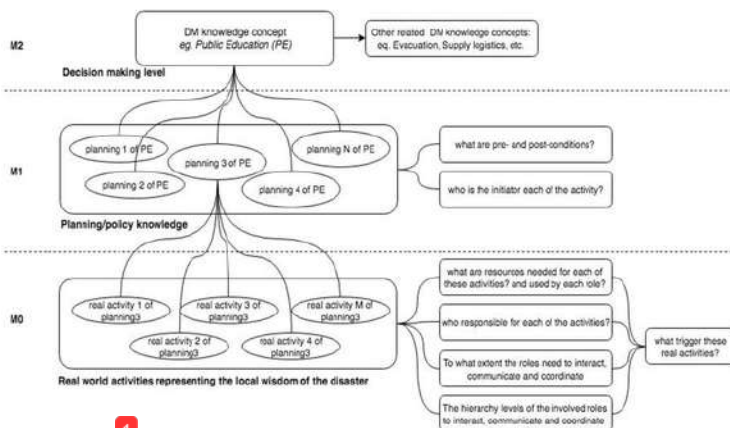 DM knowledge concept
eg. Public Education (PE)
Other related DM knowledge concepts:
eq. Evacuation, Supply logistics, etc.
M2
Decision making level
planning 1 of PE
planning N of PE
planning 3 of PE
planning 2 of PE
planning 4 of PE
what are pre- and post-conditions?
who is the initiator each of the activity?
M1
Planning/policy knowledge
real activity 1 of
planning3
real activity 3 of
planning3
real activity M of
planning3
real activity 2 of
planning3
real activity 4 of
planning3
M0
what are resources needed for each of
these activities? and used by each role?
who responsible for each of the activities?
To what extent the roles need to interact,
communicate and coordinate
The hierarchy levels of the involved roles
to interact, communicate and coordinate
what trigger these
real activities?
Real world activities representing the local wisdom of the disaster